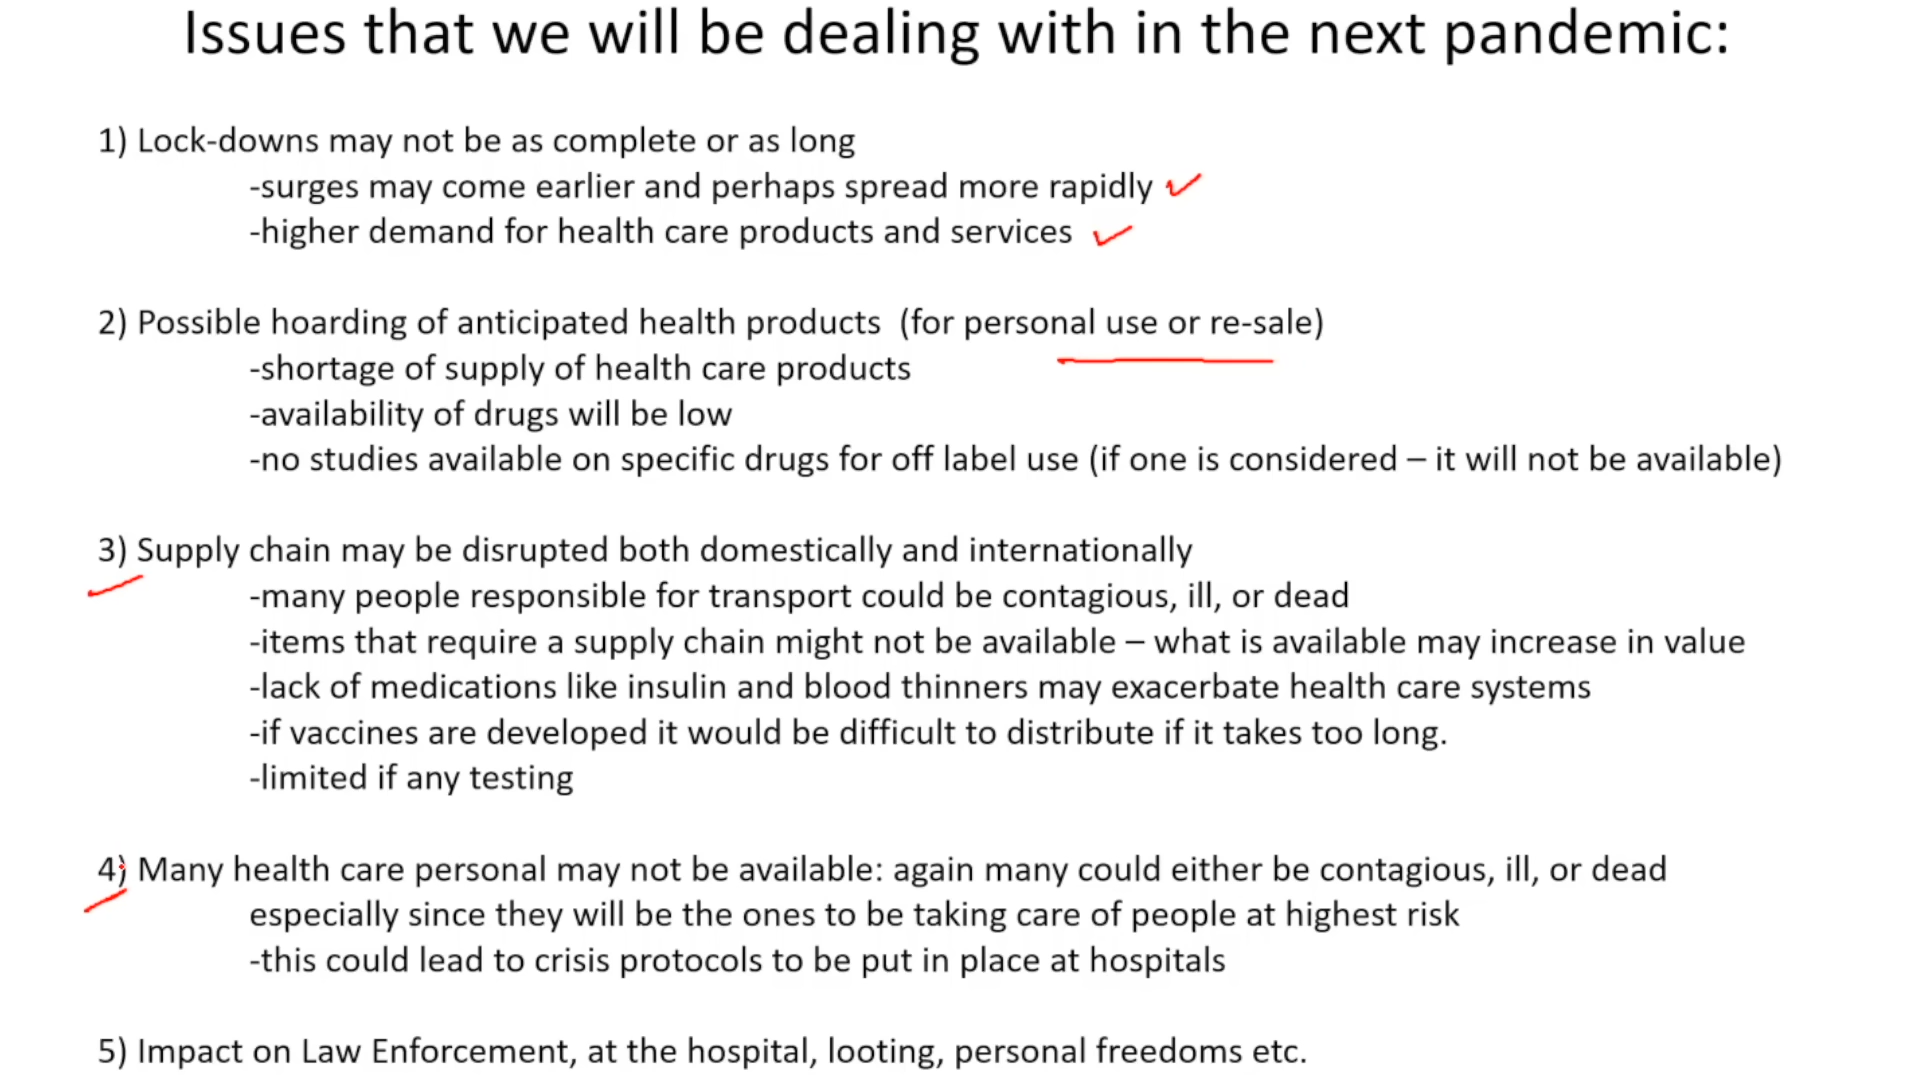 Issues that we will be dealing with in the next pandemic:
1) Lock-downs may not be as complete or as long
-surges may come earlier and perhaps spread more rapidly
-higher demand for health care products and services
2) Possible hoarding of anticipated health products (for personal use or re-sale)
-shortage of supply of health care products
-availability of drugs will be low
-no studies available on specific drugs for off label use (if one is considered – it will not be available)
3) Supply chain may be disrupted both domestically and internationally
-many people responsible for transport could be contagious, ill, or dead
-items that require a supply chain might not be available – what is available may increase in value
-lack of medications like insulin and blood thinners may exacerbate health care systems
-if vaccines are developed it would be difficult to distribute if it takes too long.
-limited if any testing
4) Many health care personal may not be available: again many could either be contagious, ill, or dead
especially since they will be the ones to be taking care of people at highest risk
-this could lead to crisis protocols to be put in place at hospitals
5) Impact on Law Enforcement, at the hospital, looting, personal freedoms etc.